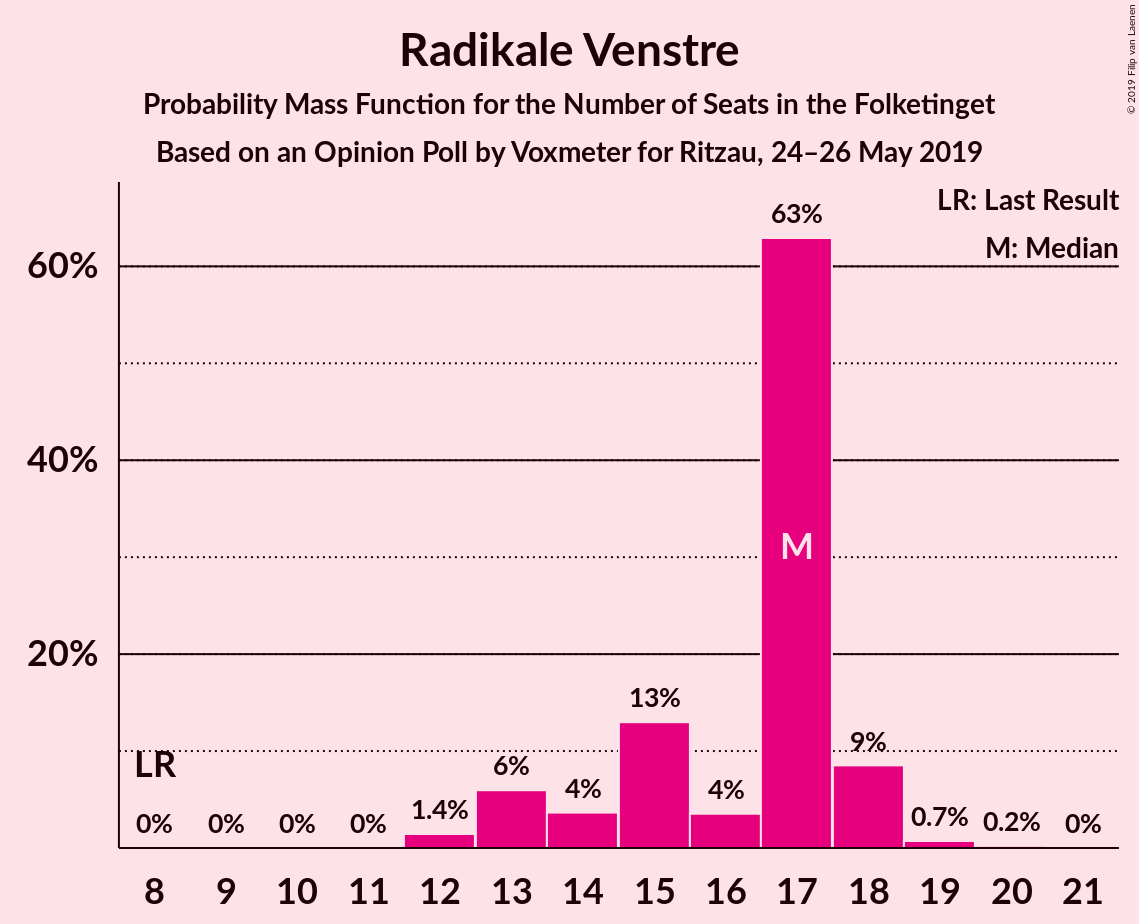 Radikale Venstre
Probability Mass Function for the Number of Seats in the Folketinget
Based on an Opinion Poll by Voxmeter for Ritzau, 24–26 May 2019
© 2019 Filip van Laenen
LR: Last Result
M: Median
60%
40%
20%
63%
M
13%
9%
LR
6%
4%
4%
1.4%
0.7%
0.2%
0%
0%
0%
0%
0%
8 9 10 11 12 13 14 15 16 17 18 19 20 21